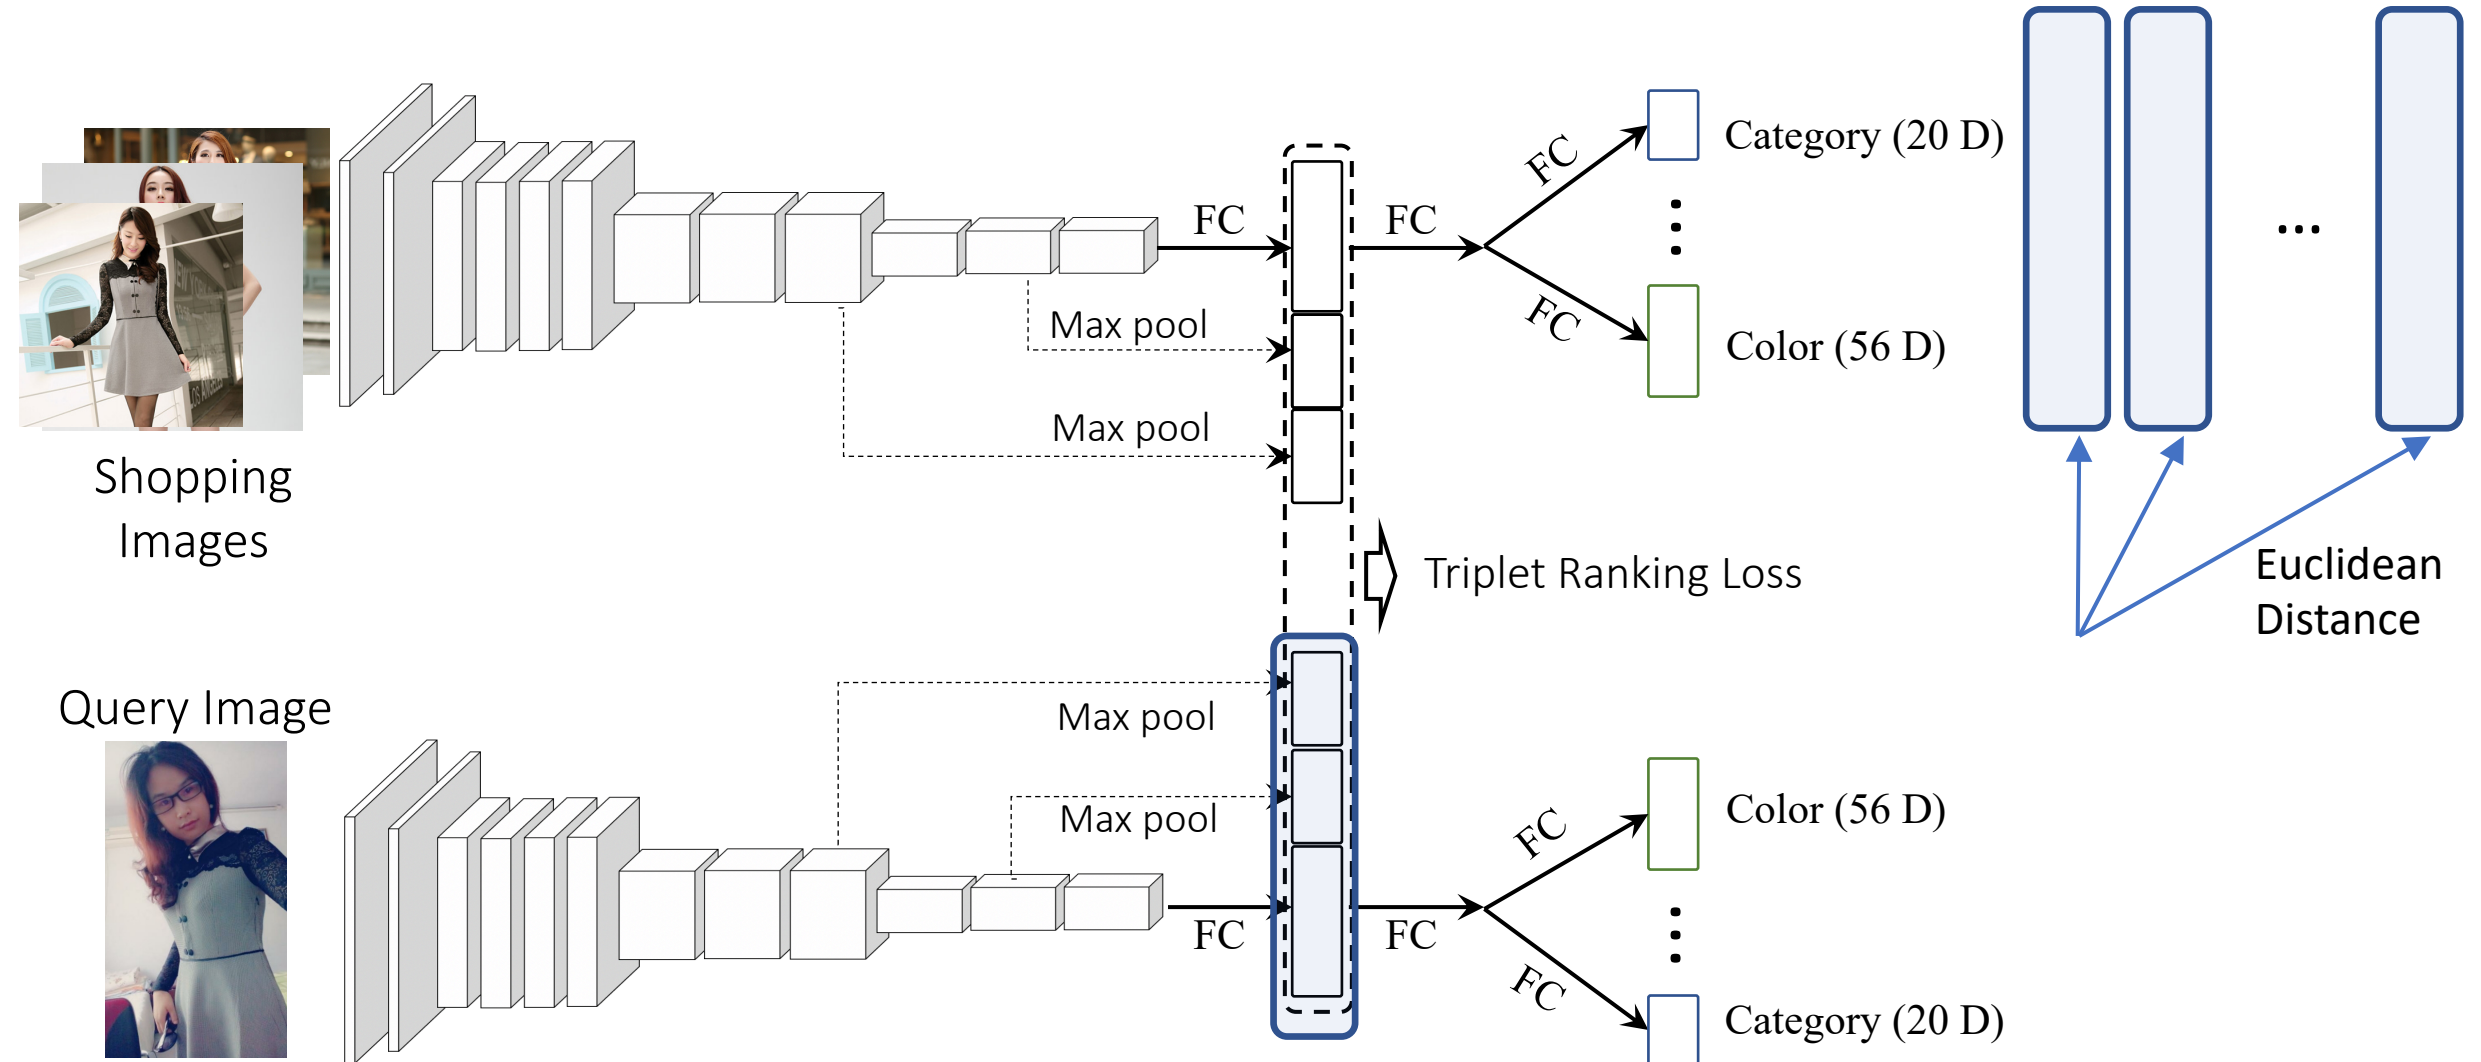 Category (20 D)
FC
FC
FC
FC
Max pool
Color (56 D)
Max pool
Shopping
Images
Triplet Ranking Loss
Euclidean
Distance
Query Image
Max pool
Max pool
Color (56 D)
FC
FC
FC
FC
Category (20 D)